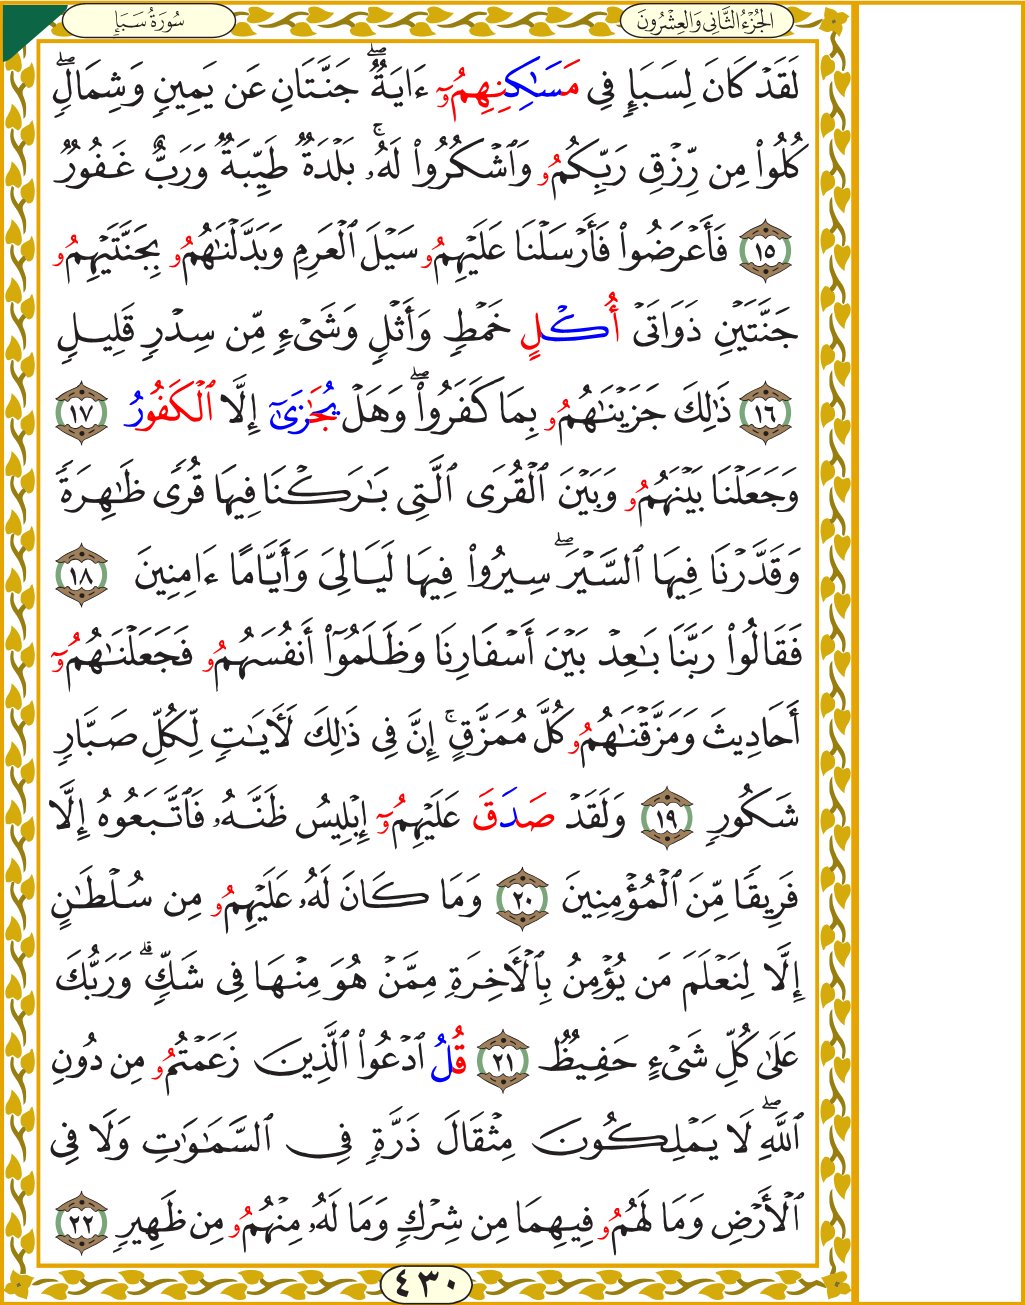 الجُزْءُ الثَّانِي وَالعِشْرُونَ
سُورَةُ سَبَإٍ
لَقَدْ كَانَ لِسَبَإٍ فِي مَسَٰكِنِهِمُۥٓ ءَايَةٌۖ جَنَّتَانِ عَن يَمِينٍ وَشِمَالٍۖ
كُلُوا۟ مِن رِّزْقِ رَبِّكُمُۥ وَٱشْكُرُوا۟ لَهُۥۚ بَلْدَةٌ طَيِّبَةٌ وَرَبٌّ غَفُورٌ
١٥ فَأَعْرَضُوا۟ فَأَرْسَلْنَا عَلَيْهِمُۥ سَيْلَ ٱلْعَرِمِ وَبَدَّلْنَٰهُمُۥ بِجَنَّتَيْهِمُۥ
جَنَّتَيْنِ ذَوَاتَىْ أُكْلٍ خَمْطٍ وَأَثْلٍ وَشَىْءٍ مِّن سِدْرٍ قَلِيلٍ
١٦ ذَٰلِكَ جَزَيْنَٰهُمُۥ بِمَا كَفَرُوا۟ۖ وَهَلْ يُجَٰزَىٰٓ إِلَّا ٱلْكَفُورُ ١٧
وَجَعَلْنَا بَيْنَهُمُۥ وَبَيْنَ ٱلْقُرَى ٱلَّتِى بَٰرَكْنَا فِيهَا قُرًى ظَٰهِرَةً
وَقَدَّرْنَا فِيهَا ٱلسَّيْرَۖ سِيرُوا۟ فِيهَا لَيَالِىَ وَأَيَّامًا ءَامِنِينَ ١٨
فَقَالُوا۟ رَبَّنَا بَٰعِدْ بَيْنَ أَسْفَارِنَا وَظَلَمُوٓا۟ أَنفُسَهُمُۥ فَجَعَلْنَٰهُمُۥٓ
أَحَادِيثَ وَمَزَّقْنَٰهُمُۥ كُلَّ مُمَزَّقٍۚ إِنَّ فِى ذَٰلِكَ لَأٓيَٰتٍ لِّكُلِّ صَبَّارٍ
شَكُورٍ ١٩ وَلَقَدْ صَدَقَ عَلَيْهِمُۥٓ إِبْلِيسُ ظَنَّهُۥ فَٱتَّبَعُوهُ إِلَّا
فَرِيقًا مِّنَ ٱلْمُؤْمِنِينَ ٢٠ وَمَا كَانَ لَهُۥ عَلَيْهِمُۥ مِن سُلْطَٰنٍ
إِلَّا لِنَعْلَمَ مَن يُؤْمِنُ بِٱلْأَخِرَةِ مِمَّنْ هُوَ مِنْهَا فِى شَكٍّۗ وَرَبُّكَ
عَلَىٰ كُلِّ شَىْءٍ حَفِيظٌ ٢١ قُلُ ٱدْعُوا۟ ٱلَّذِينَ زَعَمْتُمُۥ مِن دُونِ
ٱللَّهِۖ لَا يَمْلِكُونَ مِثْقَالَ ذَرَّةٍ فِى ٱلسَّمَٰوَٰتِ وَلَا فِى
ٱلْأَرْضِ وَمَا لَهُمُۥ فِيهِمَا مِن شِرْكٍ وَمَا لَهُۥ مِنْهُمُۥ مِن ظَهِيرٍ ٢٢
٤٣٠